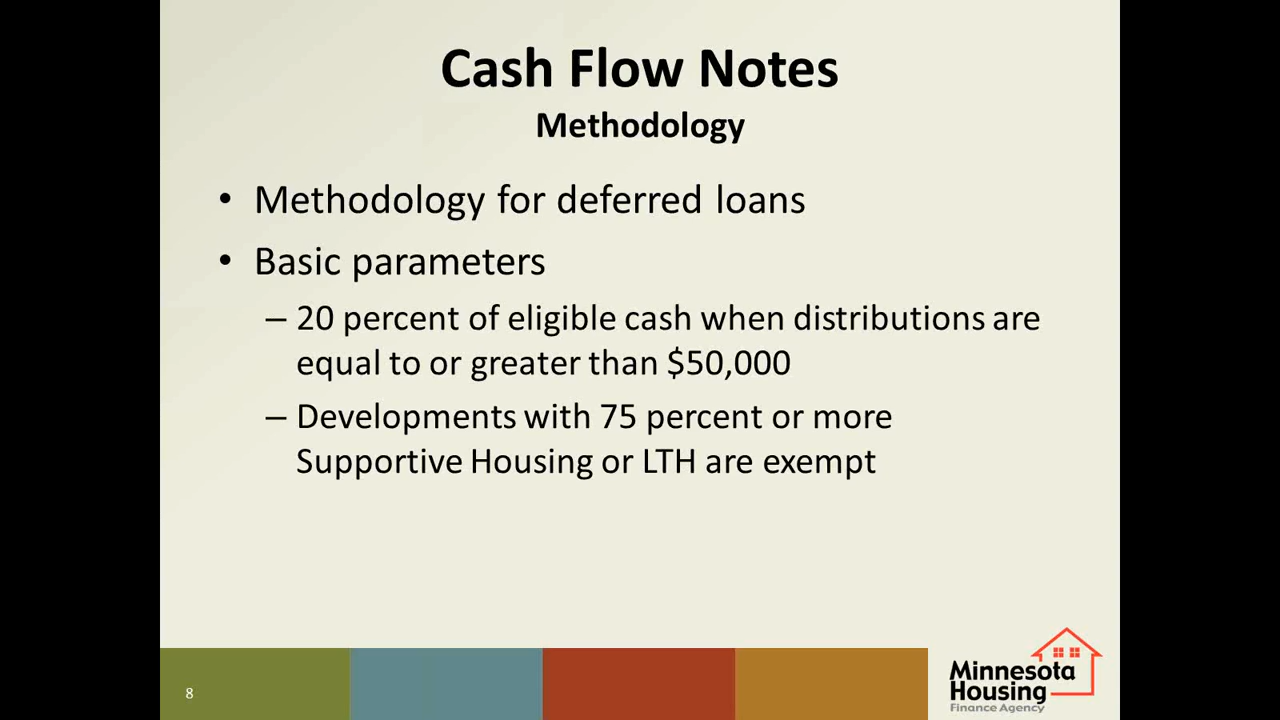 Cash Flow Notes
Methodology
• Methodology for deferred loans
• Basic parameters
– 20 percent of eligible cash when distributions are
equal to or greater than $50,000
– Developments with 75 percent or more
Supportive Housing or LTH are exempt
8
Minnesota
Housing
Finance Agency